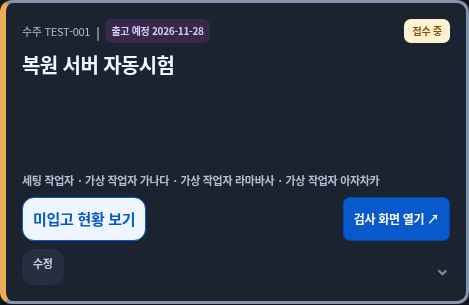 수주 TEST-001 | 출고 예정 2026-11-28 접수 중
복원 서버 자동시험
세팅 작업자 · 가상 작업자 가나다 · 가상 작업자 라마바사 · 가상 작업자 아자차카
미입고 현황 보기 검사 화면 열기 ↗
수정